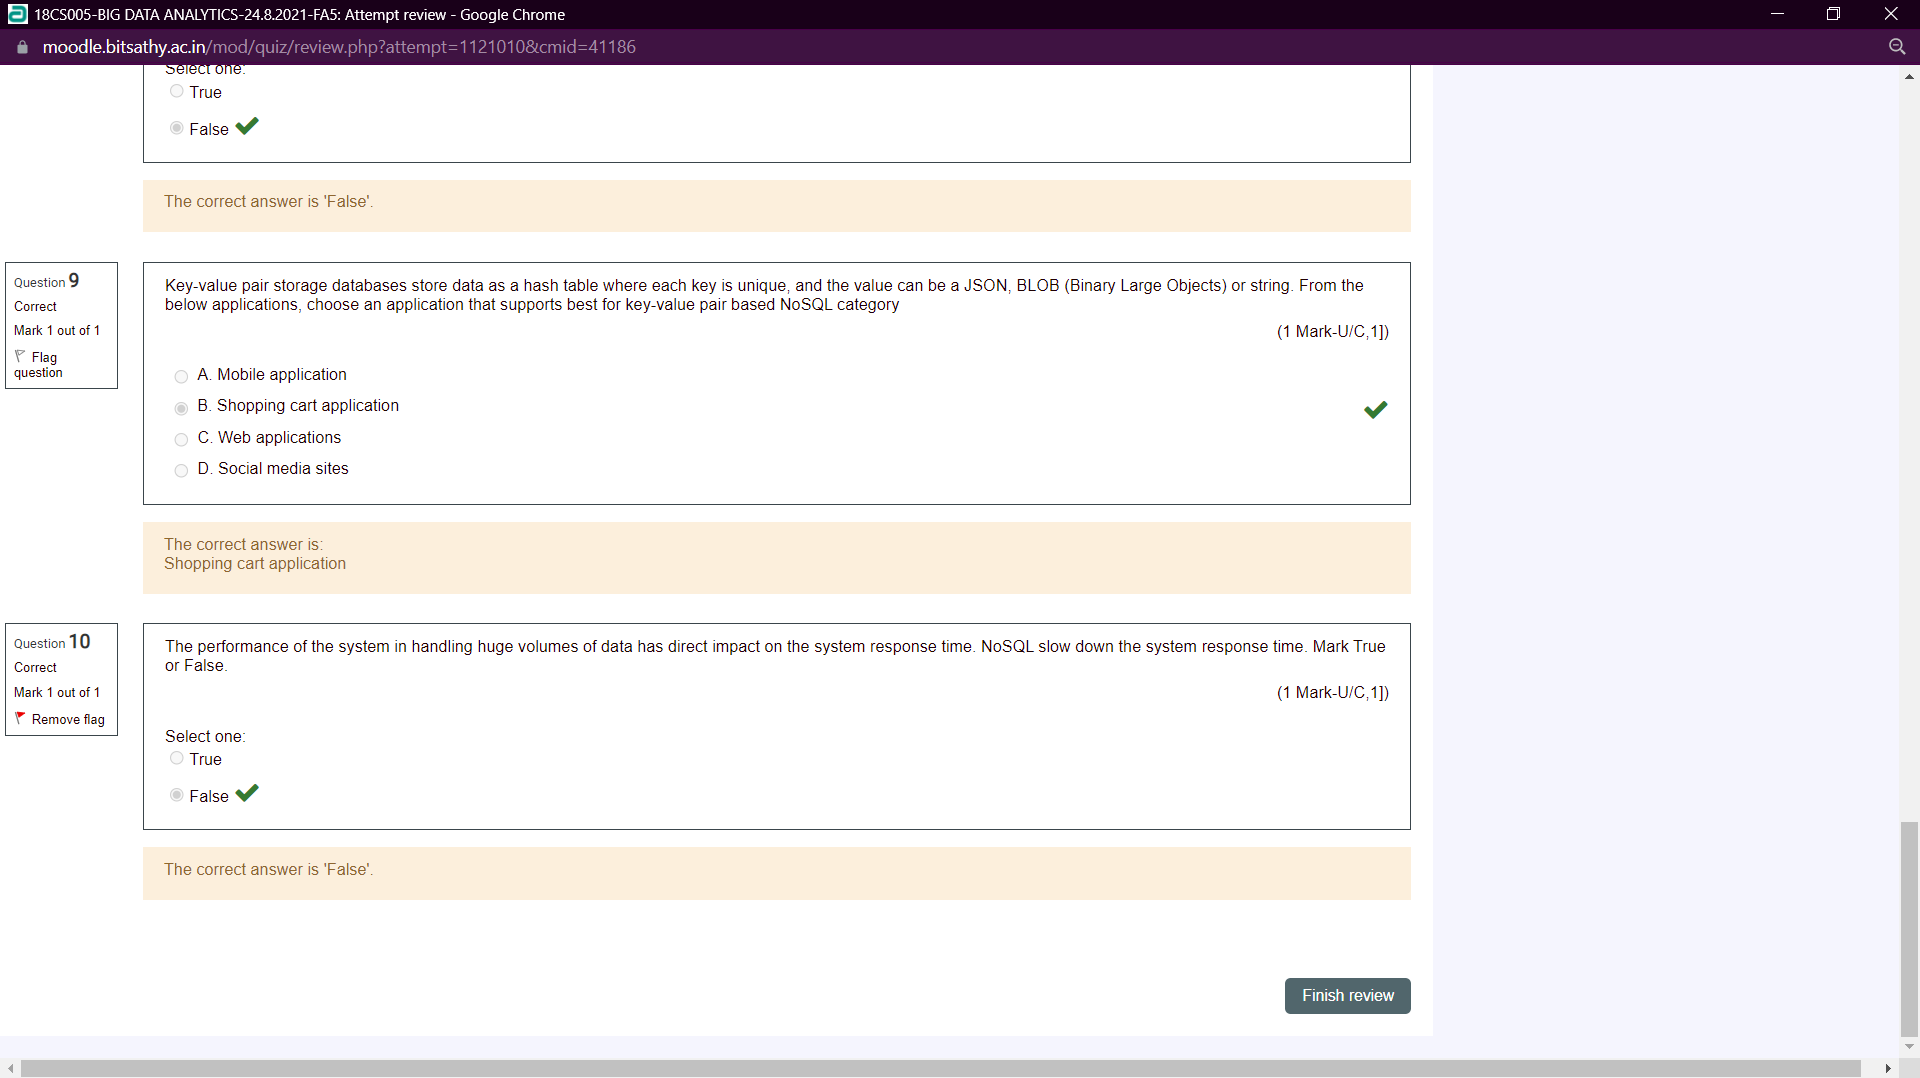 18CS005-BIG DATA ANALYTICS-24.8.2021-FA5: Attempt review - Google Chrome
moodle.bitsathy.ac.in/mod/quiz/review.php?attempt=1121010&cmid=41186
Select one:
True
False
The correct answer is 'False'.
Question 9
Correct
Mark 1 out of 1
Flag
question
Key-value pair storage databases store data as a hash table where each key is unique, and the value can be a JSON, BLOB (Binary Large Objects) or string. From the
below applications, choose an application that supports best for key-value pair based NoSQL category
(1 Mark-U/C,1])
A. Mobile application
B. Shopping cart application
C. Web applications
D. Social media sites
The correct answer is:
Shopping cart application
Question 10
Correct
Mark 1 out of 1
Remove flag
The performance of the system in handling huge volumes of data has direct impact on the system response time. NoSQL slow down the system response time. Mark True
or False.
(1 Mark-U/C,1])
Select one:
True
False
The correct answer is 'False'.
Finish review